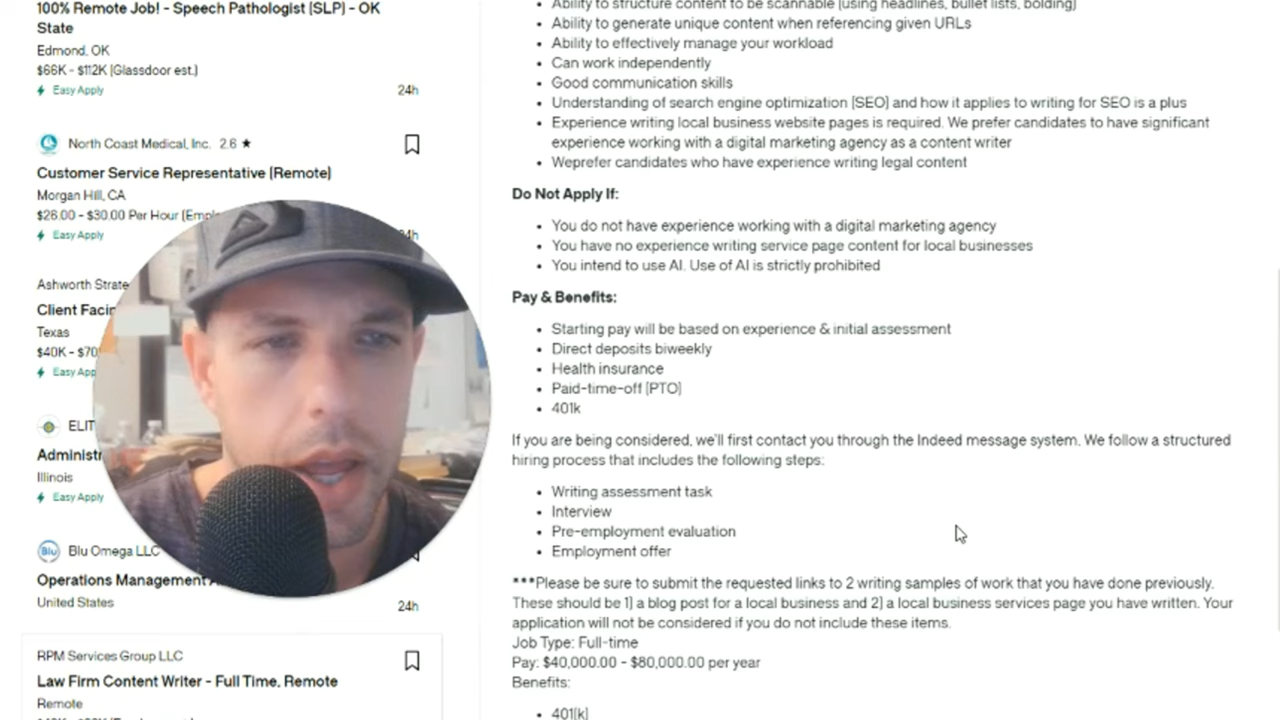 100% Remote Job! - Speech Pathologist (SLP) - OK
State
Edmond, OK
$66K - $112K (Glassdoor est.)
Easy Apply
24h
North Coast Medical, Inc. 2.6 ★
Customer Service Representative (Remote)
Morgan Hill, CA
$26.00 - $30.00 Per Hour (Empl
Easy Apply
4h
Ashworth Strate
Client Facin
Texas
$40K - $70
Easy App
ELIT
Administr
Illinois
Easy Apply
Blu Omega LLC
Operations Management A
United States
24h
RPM Services Group LLC
Law Firm Content Writer - Full Time, Remote
Remote
Ability to structure content to be scannable (using headlines, bullet lists, bolding)
Ability to generate unique content when referencing given URLs
Ability to effectively manage your workload
Can work independently
Good communication skills
Understanding of search engine optimization (SEO) and how it applies to writing for SEO is a plus
Experience writing local business website pages is required. We prefer candidates to have significant
experience working with a digital marketing agency as a content writer
Weprefer candidates who have experience writing legal content
Do Not Apply If:
You do not have experience working with a digital marketing agency
You have no experience writing service page content for local businesses
You intend to use AI. Use of AI is strictly prohibited
Pay & Benefits:
Starting pay will be based on experience & initial assessment
Direct deposits biweekly
Health insurance
Paid-time-off (PTO)
401k
If you are being considered, we'll first contact you through the Indeed message system. We follow a structured
hiring process that includes the following steps:
Writing assessment task
Interview
Pre-employment evaluation
Employment offer
***Please be sure to submit the requested links to 2 writing samples of work that you have done previously.
These should be 1) a blog post for a local business and 2) a local business services page you have written. Your
application will not be considered if you do not include these items.
Job Type: Full-time
Pay: $40,000.00 - $80,000.00 per year
Benefits:
401(k)